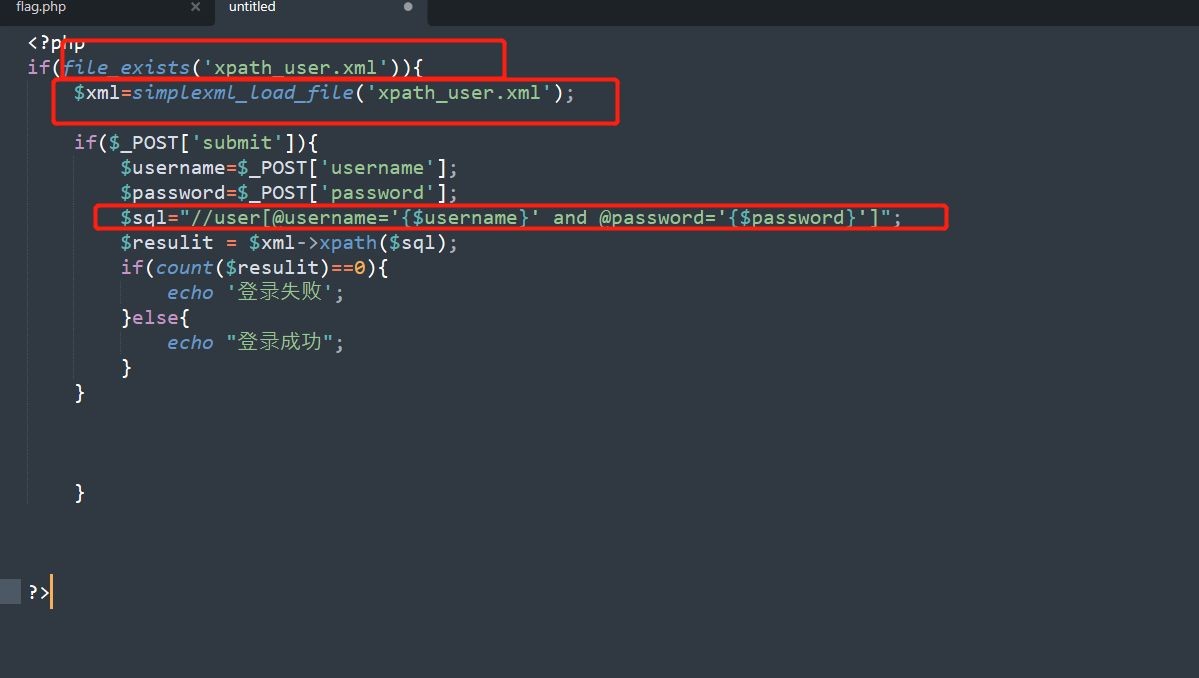 flag.php × untitled
<?php
if(file_exists('xpath_user.xml')){
$xml=simplexml_load_file('xpath_user.xml');
if($_POST['submit']){
$username=$_POST['username'];
$password=$_POST['password'];
$sql="//user[@username='{$username}' and @password='{$password}']";
$resulit = $xml->xpath($sql);
if(count($resulit)==0){
echo '登录失败';
}else{
echo "登录成功";
}
}
}
?>